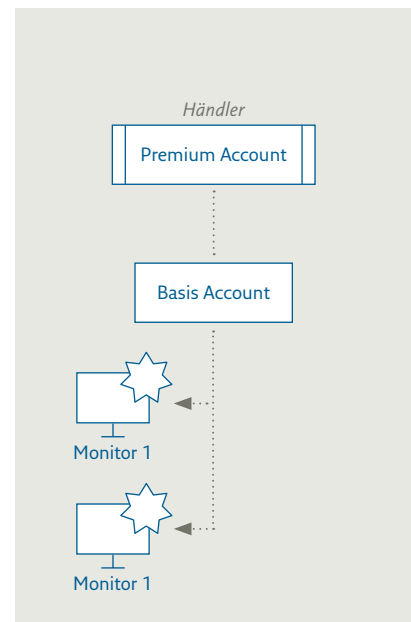 Händler
Premium Account
Basis Account
Monitor 1
Monitor 1